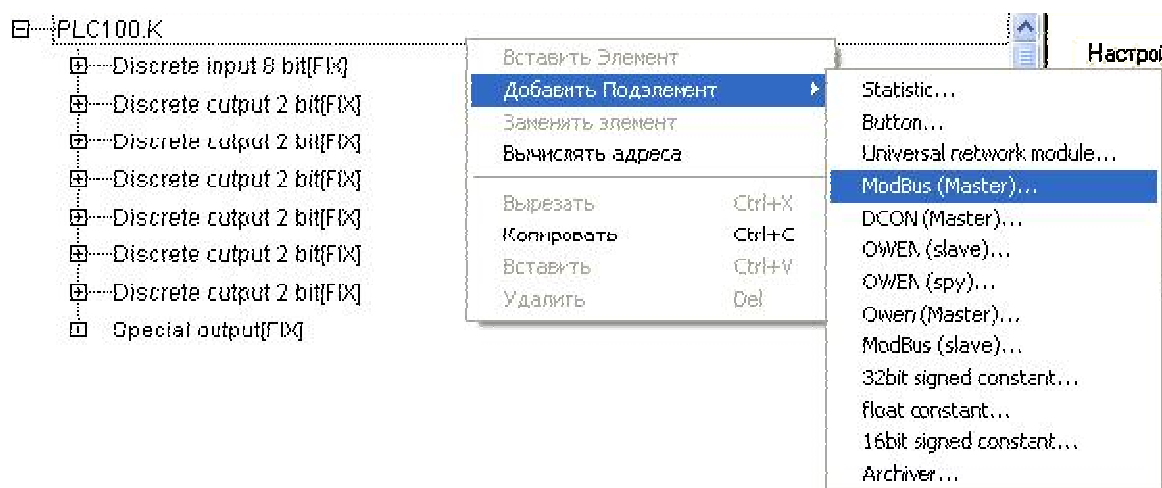 PLC100.K
Discrete input 8 bit[FIX]
Discrete output 2 bit[FIX]
Discrete output 2 bit[FIX]
Discrete output 2 bit[FIX]
Discrete output 2 bit[FIX]
Discrete output 2 bit[FIX]
Discrete output 2 bit[FIX]
Special output[FIX]
Вставить Элемент
Добавить Подэлемент
Заменять элемент
Вычислять адреса
Вырезать Ctrl+X
Копировать Ctrl+C
Вставить Ctrl+V
Удалить Del
Настрой
Statistic...
Button...
Universal network module...
ModBus (Master)...
DCON (Master)...
OWEN (slave)...
OWEN (spy)...
Owen (Master)...
ModBus (slave)...
32bit signed constant...
float constant...
16bit signed constant...
Archiver...